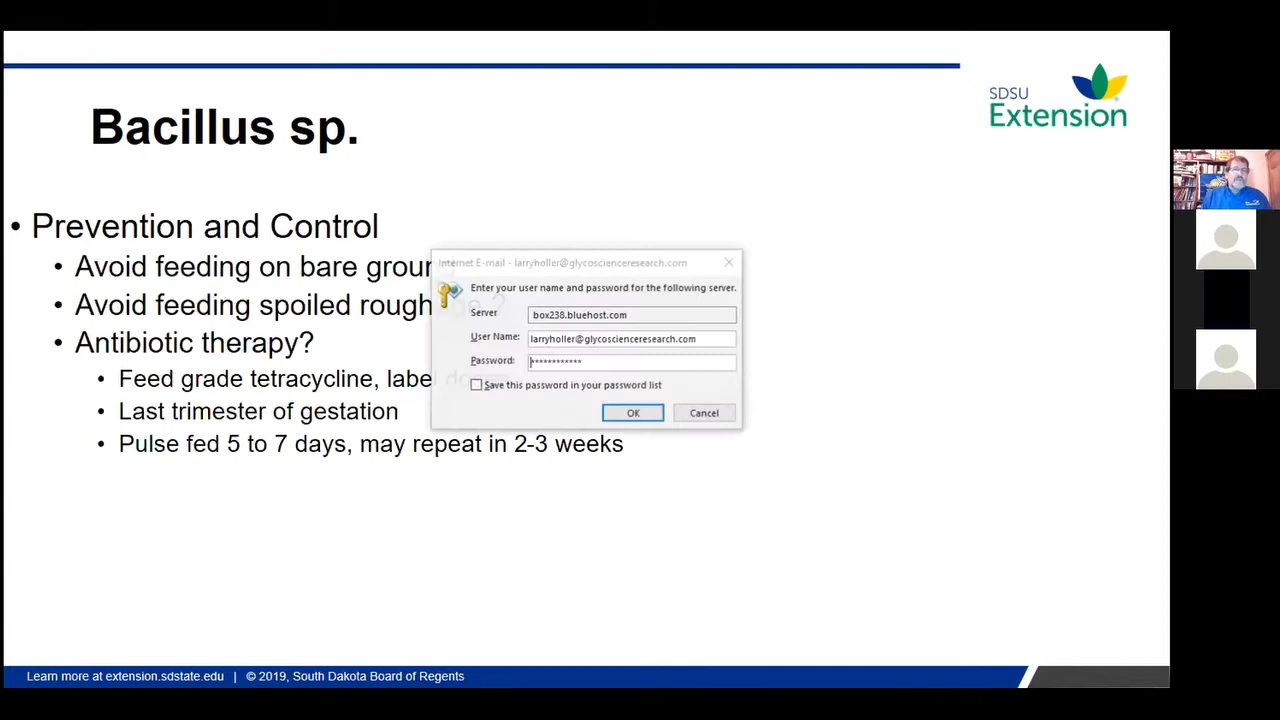 SDSU
Extension
Bacillus sp.
• Prevention and Control
• Avoid feeding on bare groun
• Avoid feeding spoiled rough
• Antibiotic therapy?
• Feed grade tetracycline, label
• Last trimester of gestation
• Pulse fed 5 to 7 days, may repeat in 2-3 weeks
Internet E-mail - larryholler@glycoscienceresearch.com
Enter your user name and password for the following server.
Server
box238.bluehost.com
User Name:
larryholler@glycoscienceresearch.com
Password:
************
Save this password in your password list
OK
Cancel
Learn more at extension.sdstate.edu | © 2019, South Dakota Board of Regents